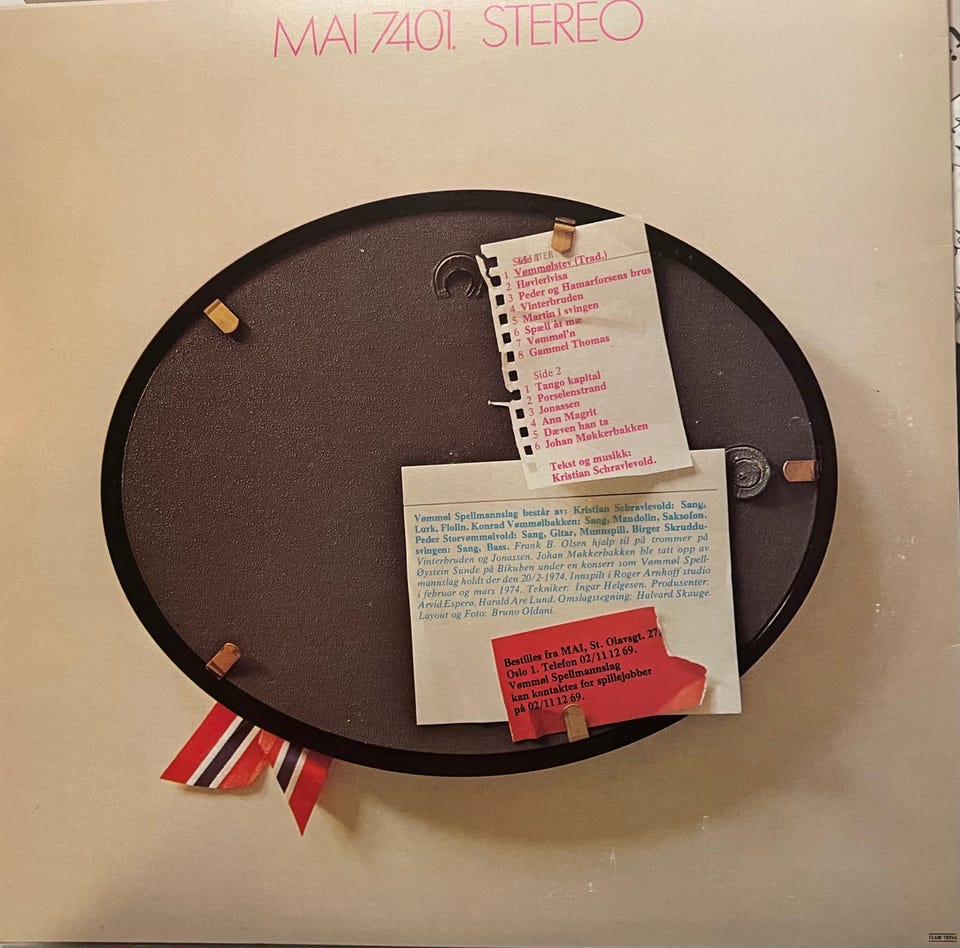 MAI 7401. STEREO
Side 1
1 Vømmølstev (Trad.)
2 Høvlerivisa
3 Peder og Hamarforsens brus
4 Vinterbruden
5 Martin i svingen
6 Spæll åt mæ
7 Vømmøl'n
8 Gammel Thomas
Side 2
1 Tango kapital
2 Porselenstrand
3 Jonassen
4 Ann Magrit
5 Dæven han ta
6 Johan Møkkerbakken
Tekst og musikk:
Kristian Schravlevold.
Vømmøl Spellmannslag består av: Kristian Schravlevold: Sang,
Lurk, Fiolin. Konrad Vømmølbakken: Sang, Mandolin, Saksofon.
Peder Storvømmølvold: Sang, Gitar, Munnspill. Birger Skruddu-
svingen: Sang, Bass. Frank B. Olsen hjalp til på trommer på
Vinterbruden og Jonassen. Johan Møkkerbakken ble tatt opp av
Øystein Sunde på Bikuben under en konsert som Vømmøl Spell-
mannslag holdt der den 20/2-1974. Innspilt i Roger Arnhoff studio
i februar og mars 1974. Tekniker: Ingar Helgesen. Produsenter:
Arvid Esperø, Harald Are Lund. Omslagstegning: Halvard Skauge.
Layout og Foto: Bruno Oldani.
Bestilles fra MAI, St. Olavsgt. 27,
Oslo 1. Telefon 02/11 12 69.
Vømmøl Spellmannslag
kan kontaktes for spillejobber
på 02/11 12 69.